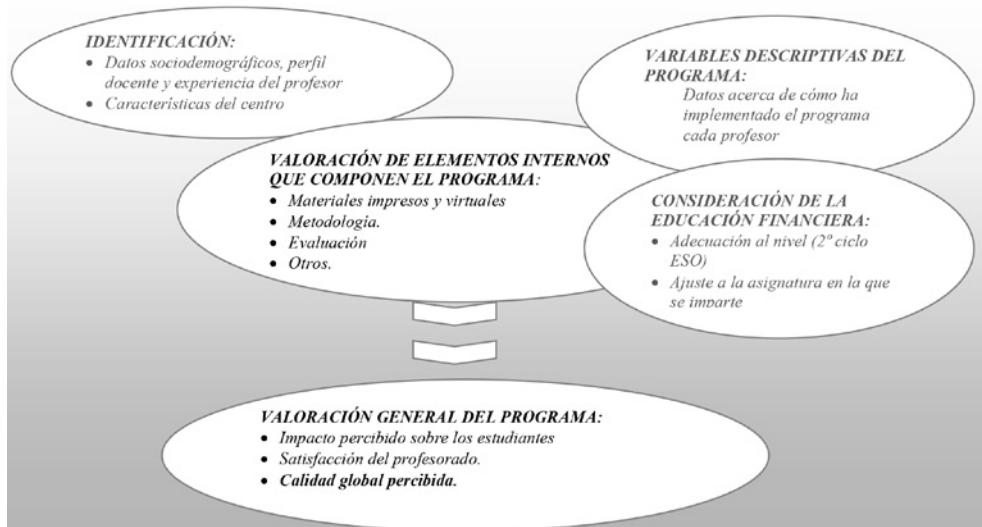 IDENTIFICACIÓN:
• Datos sociodemográficos, perfil
docente y experiencia del profesor
• Características del centro
VARIABLES DESCRIPTIVAS DEL
PROGRAMA:
Datos acerca de cómo ha
implementado el programa
cada profesor
VALORACIÓN DE ELEMENTOS INTERNOS
QUE COMPONEN EL PROGRAMA:
• Materiales impresos y virtuales
• Metodología.
• Evaluación
• Otros.
CONSIDERACIÓN DE LA
EDUCACIÓN FINANCIERA:
• Adecuación al nivel (2º ciclo
ESO)
• Ajuste a la asignatura en la que
se imparte
VALORACIÓN GENERAL DEL PROGRAMA:
• Impacto percibido sobre los estudiantes
• Satisfacción del profesorado.
• Calidad global percibida.